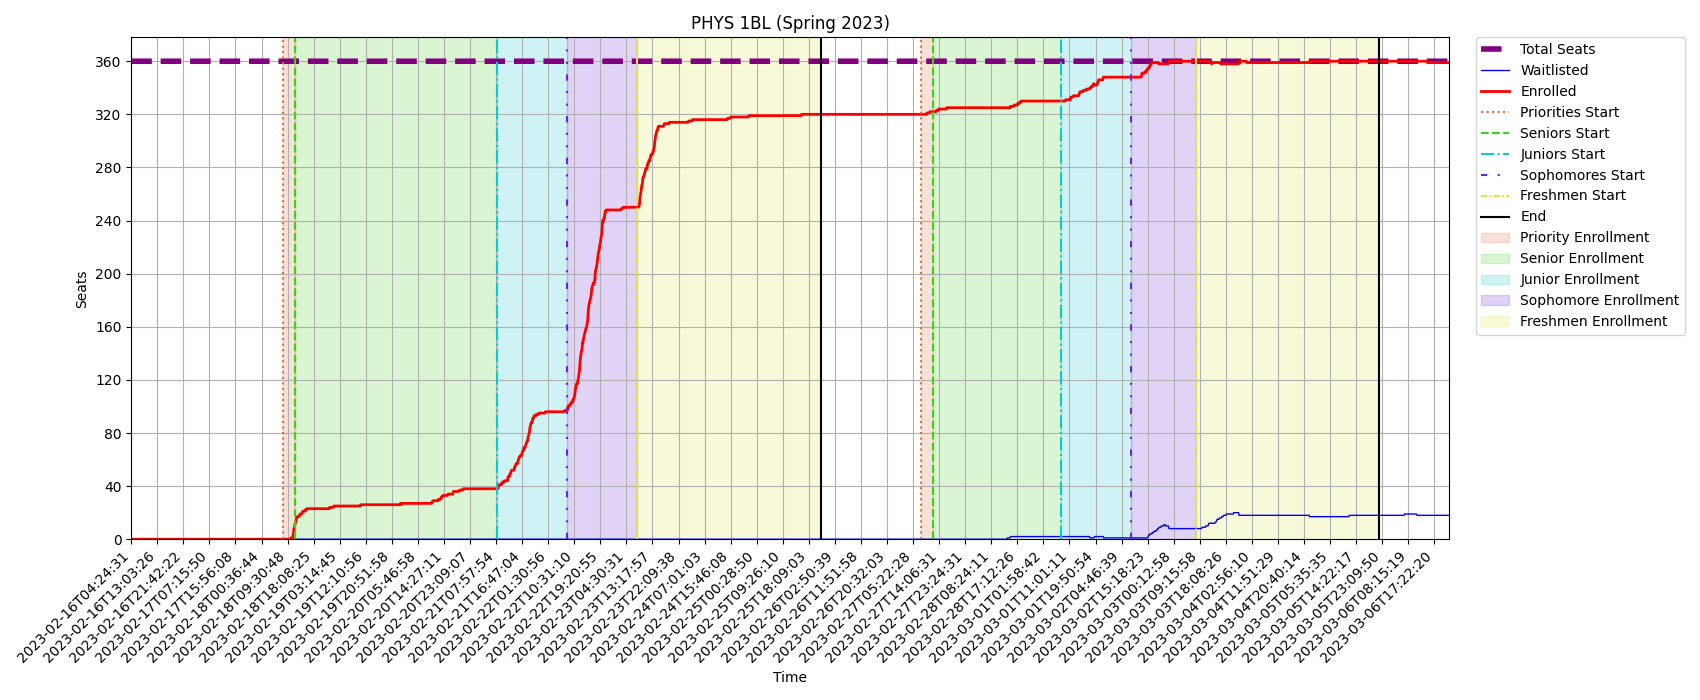 PHYS 1BL (Spring 2023)
Seats
360
320
280
240
200
160
120
80
40
0
2023-02-16T04:24:31
2023-02-16T13:03:26
2023-02-16T21:42:22
2023-02-17T07:15:50
2023-02-17T15:56:08
2023-02-18T00:36:44
2023-02-18T09:30:48
2023-02-18T18:08:25
2023-02-19T03:14:45
2023-02-19T12:10:56
2023-02-19T20:51:58
2023-02-20T05:46:58
2023-02-20T14:27:11
2023-02-20T23:09:07
2023-02-21T07:57:54
2023-02-21T16:47:04
2023-02-22T01:30:56
2023-02-22T10:31:10
2023-02-22T19:20:55
2023-02-23T04:30:31
2023-02-23T13:17:57
2023-02-23T22:09:38
2023-02-24T07:01:03
2023-02-24T15:46:08
2023-02-25T00:28:50
2023-02-25T09:26:10
2023-02-25T18:09:03
2023-02-26T02:50:39
2023-02-26T11:51:58
2023-02-26T20:32:03
2023-02-27T05:22:28
2023-02-27T14:06:31
2023-02-27T23:24:31
2023-02-28T08:24:11
2023-02-28T17:12:26
2023-03-01T01:58:42
2023-03-01T11:01:11
2023-03-01T19:50:54
2023-03-02T04:46:39
2023-03-02T15:18:23
2023-03-03T00:12:58
2023-03-03T09:15:58
2023-03-03T18:08:26
2023-03-04T02:56:10
2023-03-04T11:51:29
2023-03-04T20:40:14
2023-03-05T05:35:35
2023-03-05T14:22:17
2023-03-05T23:09:50
2023-03-06T08:15:19
2023-03-06T17:22:20
Time
Total Seats
Waitlisted
Enrolled
Priorities Start
Seniors Start
Juniors Start
Sophomores Start
Freshmen Start
End
Priority Enrollment
Senior Enrollment
Junior Enrollment
Sophomore Enrollment
Freshmen Enrollment